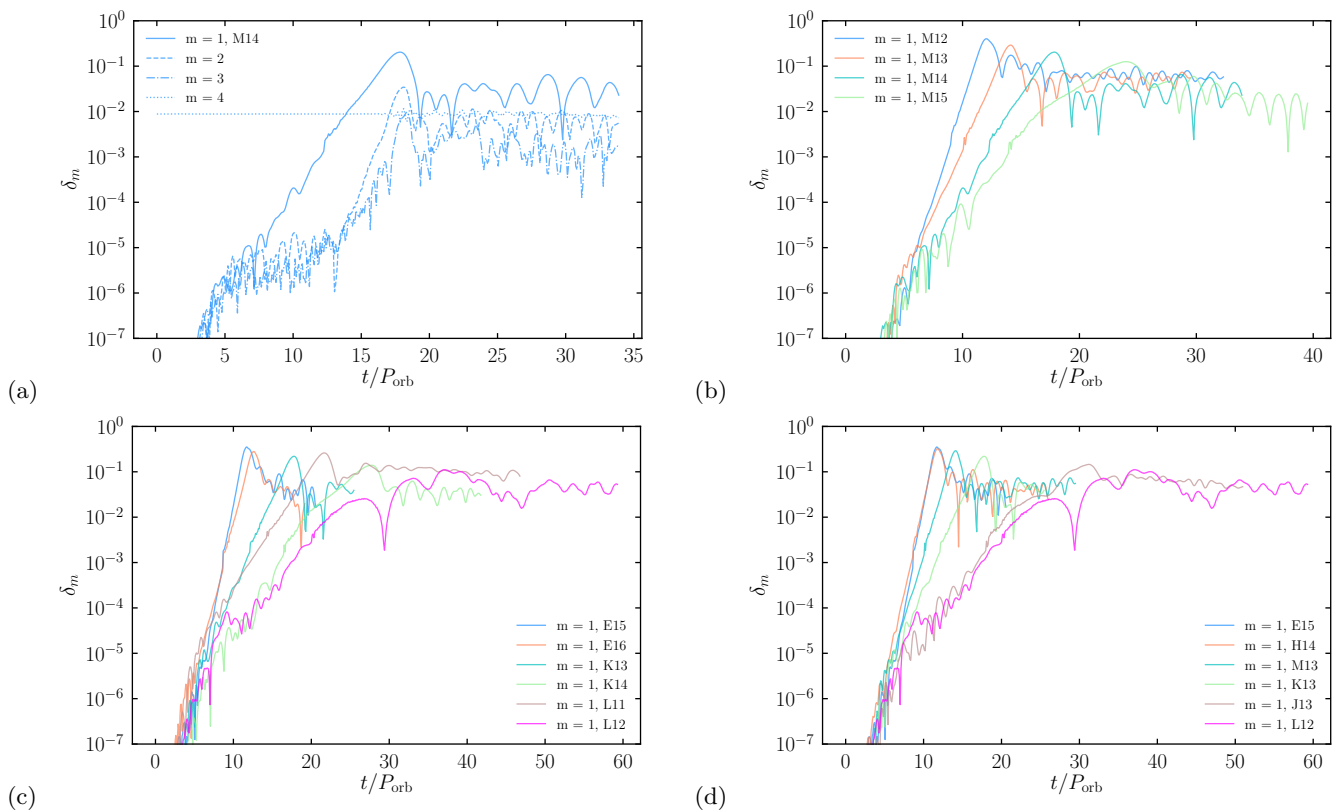 10^0
10^-1
10^-2
10^-3
10^-4
10^-5
10^-6
10^-7
δ_m
m = 1, M14
m = 2
m = 3
m = 4
0 5 10 15 20 25 30 35
t/P_orb
(a)
10^0
10^-1
10^-2
10^-3
10^-4
10^-5
10^-6
10^-7
δ_m
m = 1, M12
m = 1, M13
m = 1, M14
m = 1, M15
0 10 20 30 40
t/P_orb
(b)
10^0
10^-1
10^-2
10^-3
10^-4
10^-5
10^-6
10^-7
δ_m
m = 1, E15
m = 1, E16
m = 1, K13
m = 1, K14
m = 1, L11
m = 1, L12
0 10 20 30 40 50 60
t/P_orb
(c)
10^0
10^-1
10^-2
10^-3
10^-4
10^-5
10^-6
10^-7
δ_m
m = 1, E15
m = 1, H14
m = 1, M13
m = 1, K13
m = 1, J13
m = 1, L12
0 10 20 30 40 50 60
t/P_orb
(d)